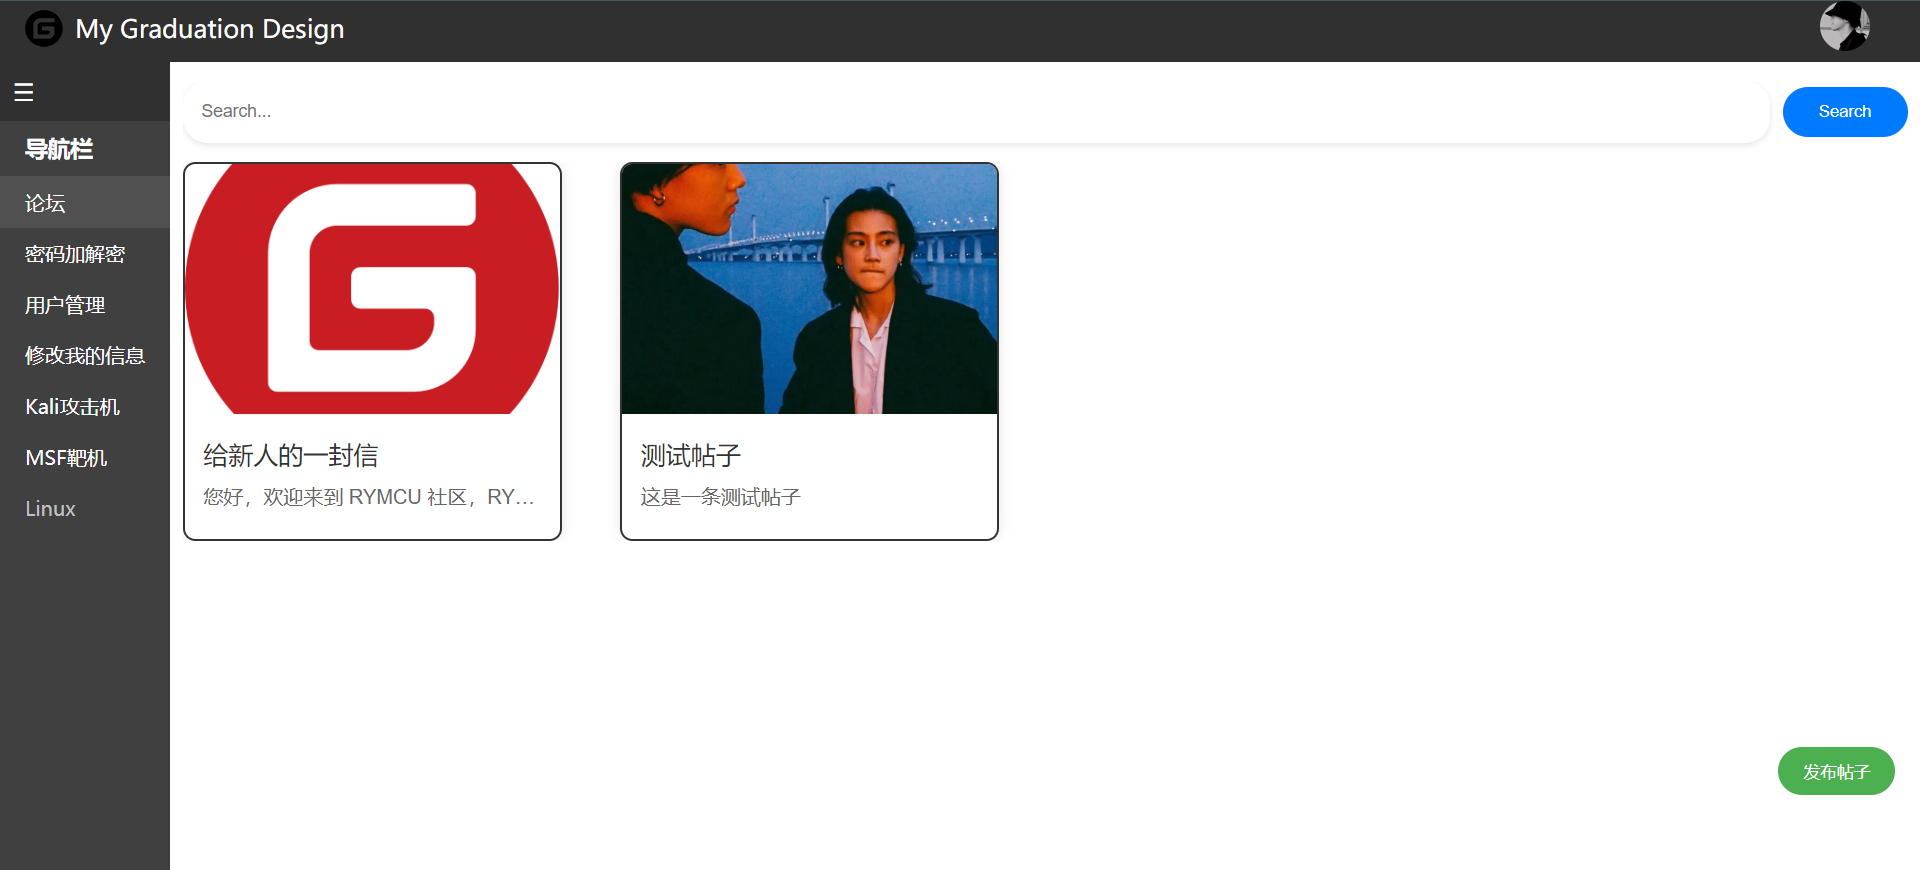 My Graduation Design
☰
导航栏
论坛
密码加解密
用户管理
修改我的信息
Kali攻击机
MSF靶机
Linux
Search...
Search
给新人的一封信
您好，欢迎来到 RYMCU 社区，RY...
测试帖子
这是一条测试帖子
发布帖子